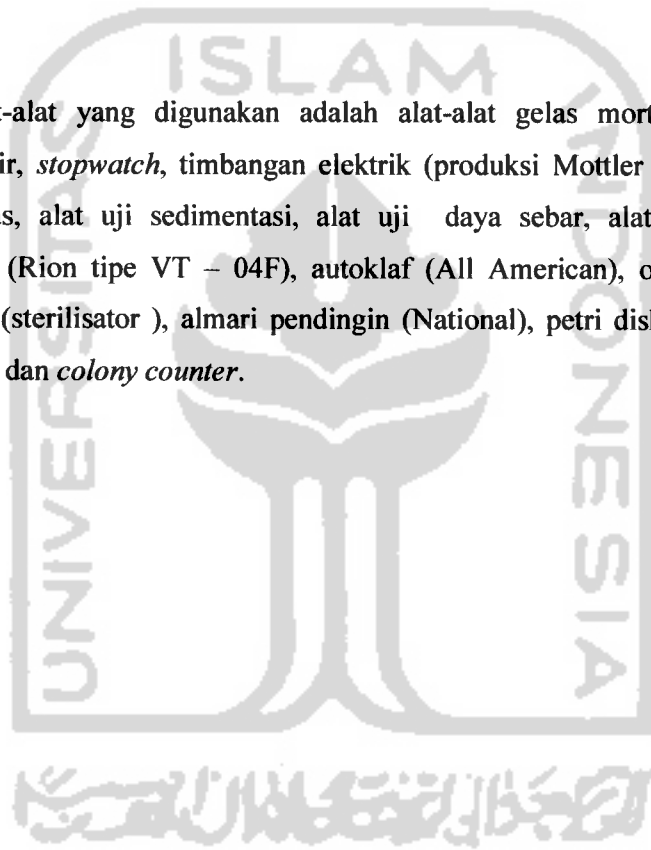 ISLAM
UNIVERSITAS
INDONESIA
t-alat yang digunakan adalah alat-alat gelas mort
ir, stopwatch, timbangan elektrik (produksi Mottler
s, alat uji sedimentasi, alat uji daya sebar, alat
(Rion tipe VT – 04F), autoklaf (All American), o
(sterilisator ), almari pendingin (National), petri dis
dan colony counter.